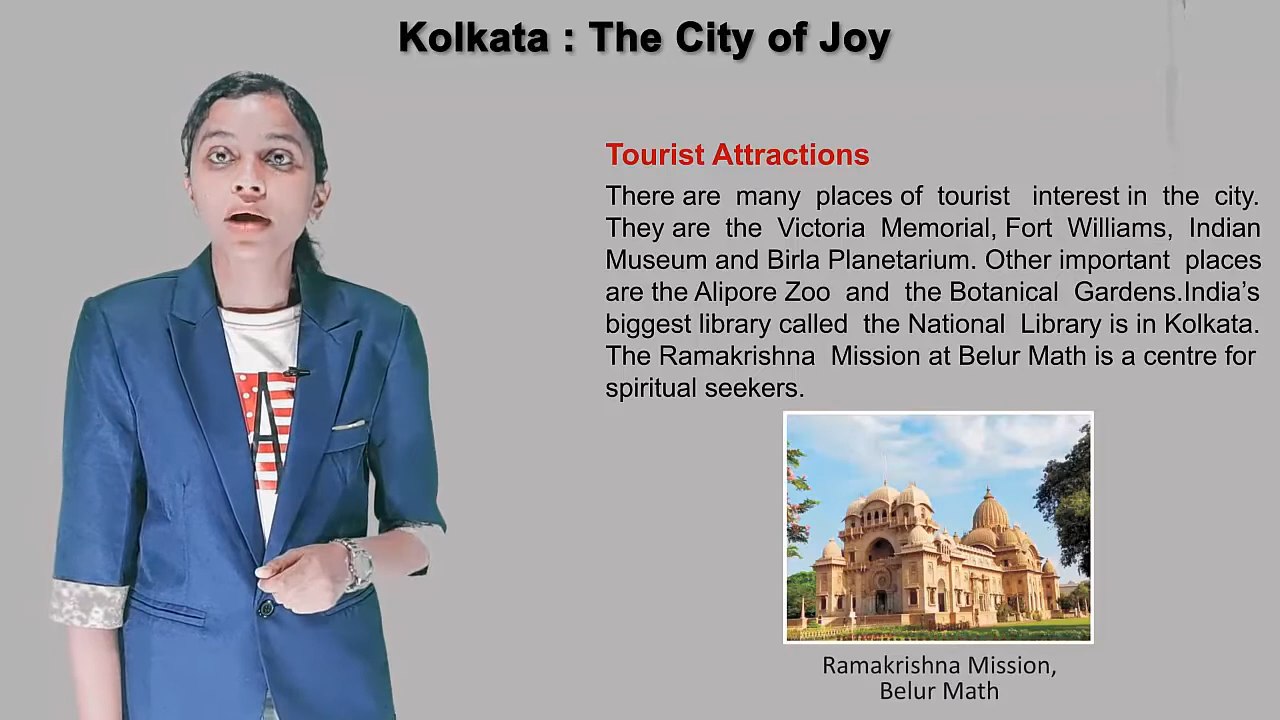 Kolkata : The City of Joy
Tourist Attractions
There are many places of tourist interest in the city.
They are the Victoria Memorial, Fort Williams, Indian
Museum and Birla Planetarium. Other important places
are the Alipore Zoo and the Botanical Gardens.India's
biggest library called the National Library is in Kolkata.
The Ramakrishna Mission at Belur Math is a centre for
spiritual seekers.
A
Ramakrishna Mission,
Belur Math